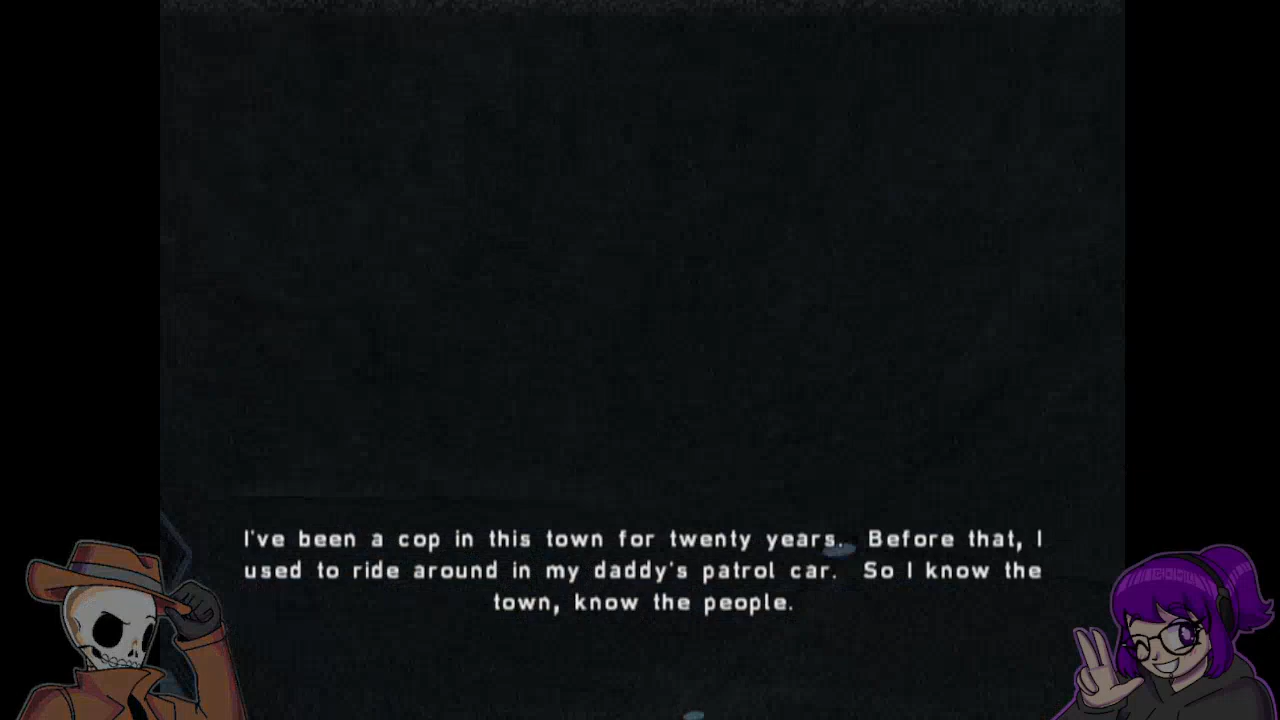 I've been a cop in this town for twenty years.  Before that, I
used to ride around in my daddy's patrol car.  So I know the
town, know the people.